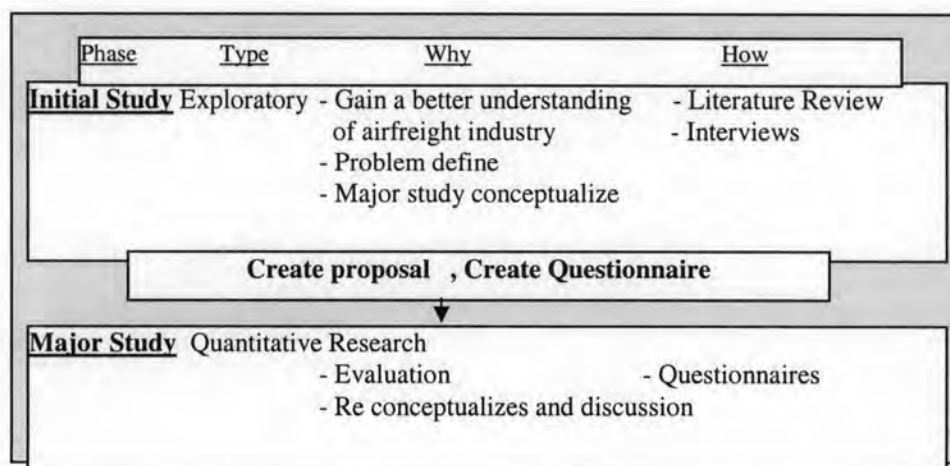 Phase Type Why How
Initial Study Exploratory - Gain a better understanding - Literature Review
of airfreight industry - Interviews
- Problem define
- Major study conceptualize
Create proposal , Create Questionnaire
Major Study Quantitative Research
- Evaluation - Questionnaires
- Re conceptualizes and discussion